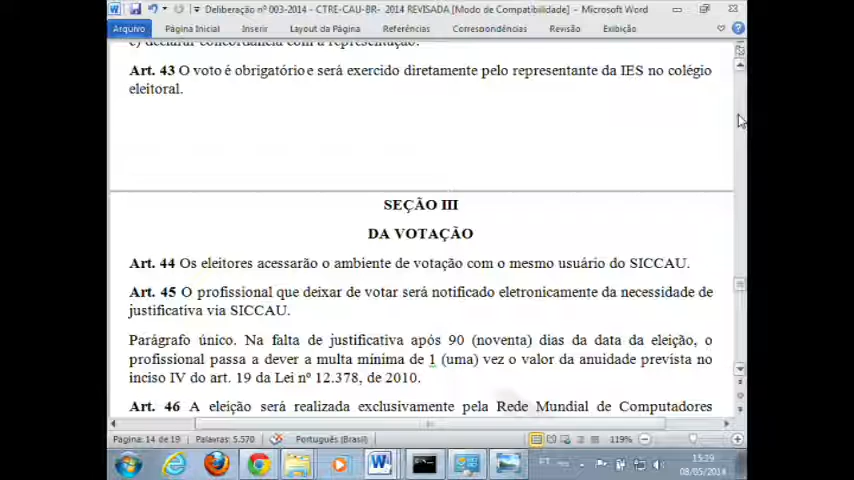 Deliberação nº 003-2014 - CTRE-CAU-BR- 2014 REVISADA [Modo de Compatibilidade] - Microsoft Word
Arquivo Página Inicial Inserir Layout da Página Referências Correspondências Revisão Exibição
e) declarar concordância com a representação.
Art. 43 O voto é obrigatório e será exercido diretamente pelo representante da IES no colégio
eleitoral.
SEÇÃO III
DA VOTAÇÃO
Art. 44 Os eleitores acessarão o ambiente de votação com o mesmo usuário do SICCAU.
Art. 45 O profissional que deixar de votar será notificado eletronicamente da necessidade de
justificativa via SICCAU.
Parágrafo único. Na falta de justificativa após 90 (noventa) dias da data da eleição, o
profissional passa a dever a multa mínima de 1 (uma) vez o valor da anuidade prevista no
inciso IV do art. 19 da Lei nº 12.378, de 2010.
Art. 46 A eleição será realizada exclusivamente pela Rede Mundial de Computadores
Página: 14 de 19 Palavras: 5.570 Português (Brasil) 119%
PT 15:39
08/05/2014